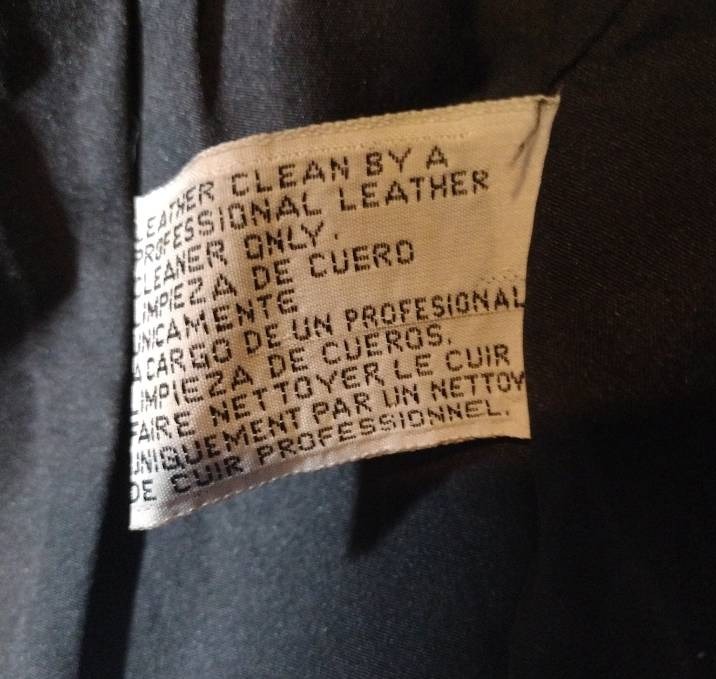 LEATHER CLEAN BY A
PROFESSIONAL LEATHER
CLEANER ONLY.
LIMPIEZA DE CUERO
UNICAMENTE
A CARGO DE UN PROFESIONAL
LIMPIEZA DE CUEROS.
FAIRE NETTOYER LE CUIR
UNIQUEMENT PAR UN NETTOY
DE CUIR PROFESSIONNEL.